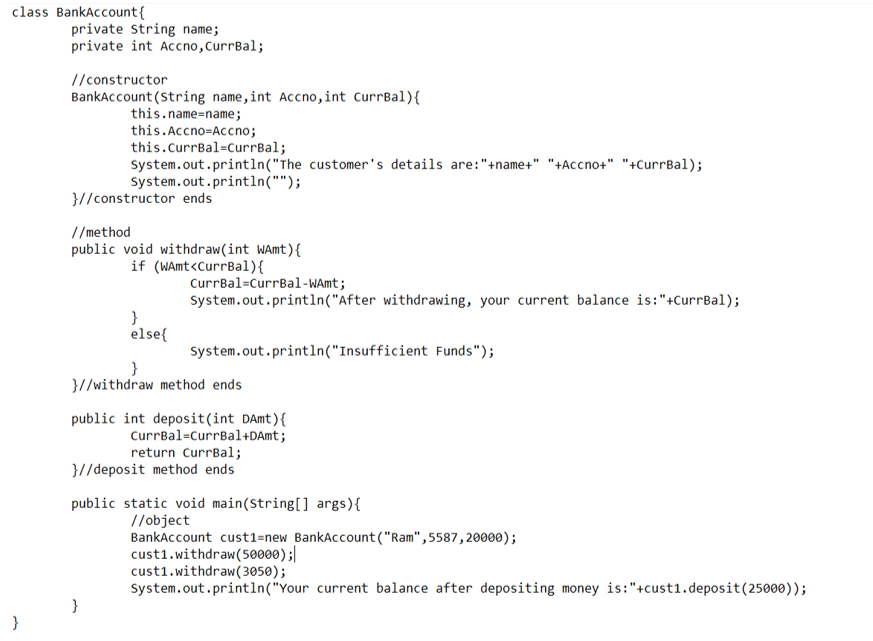 class BankAccount{
        private String name;
        private int Accno,CurrBal;

        //constructor
        BankAccount(String name,int Accno,int CurrBal){
                this.name=name;
                this.Accno=Accno;
                this.CurrBal=CurrBal;
                System.out.println("The customer's details are:"+name+" "+Accno+" "+CurrBal);
                System.out.println("");
        }//constructor ends

        //method
        public void withdraw(int WAmt){
                if (WAmt<CurrBal){
                        CurrBal=CurrBal-WAmt;
                        System.out.println("After withdrawing, your current balance is:"+CurrBal);
                }
                else{
                        System.out.println("Insufficient Funds");
                }
        }//withdraw method ends

        public int deposit(int DAmt){
                CurrBal=CurrBal+DAmt;
                return CurrBal;
        }//deposit method ends

        public static void main(String[] args){
                //object
                BankAccount cust1=new BankAccount("Ram",5587,20000);
                cust1.withdraw(50000);
                cust1.withdraw(3050);
                System.out.println("Your current balance after depositing money is:"+cust1.deposit(25000));
        }
}